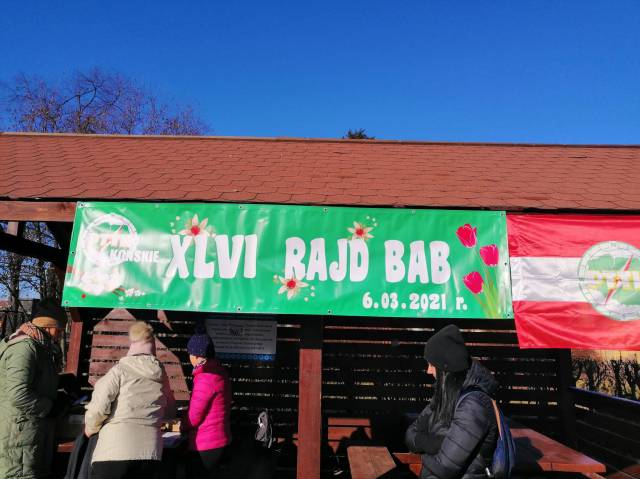 KOŃSKIE
XLVI RAJD BAB
6.03.2021 r.